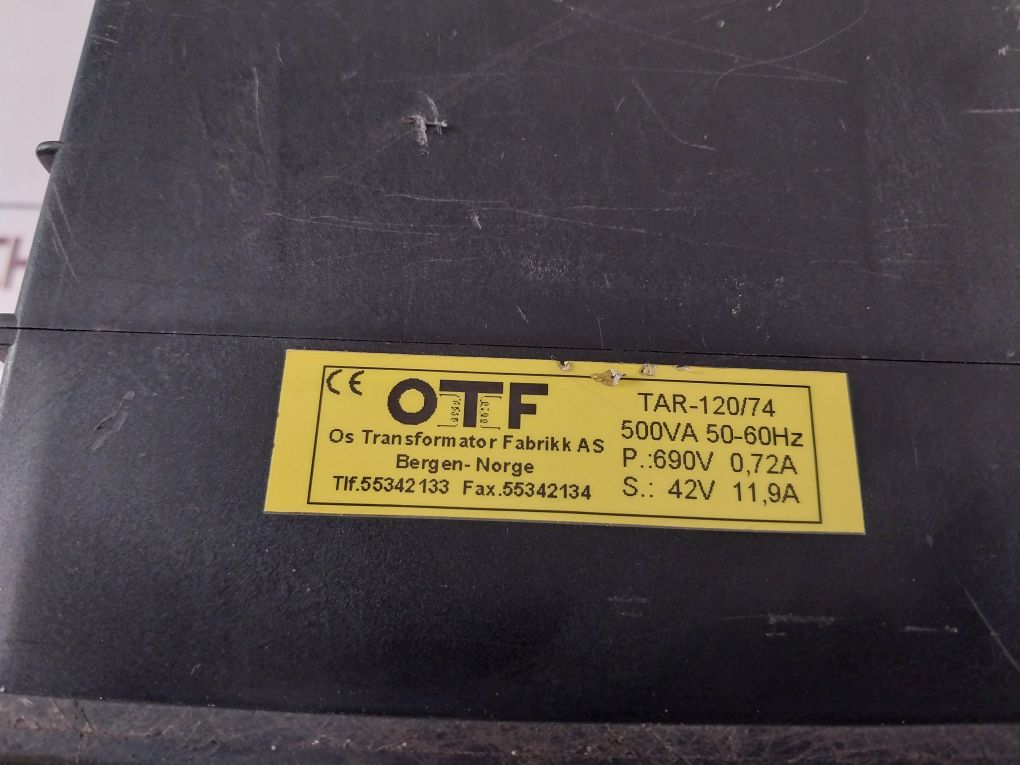 CE OTF
Os Transformator Fabrikk AS
Bergen- Norge
Tlf.55342133 Fax.55342134
TAR-120/74
500VA 50-60Hz
P.:690V 0,72A
S.: 42V 11,9A